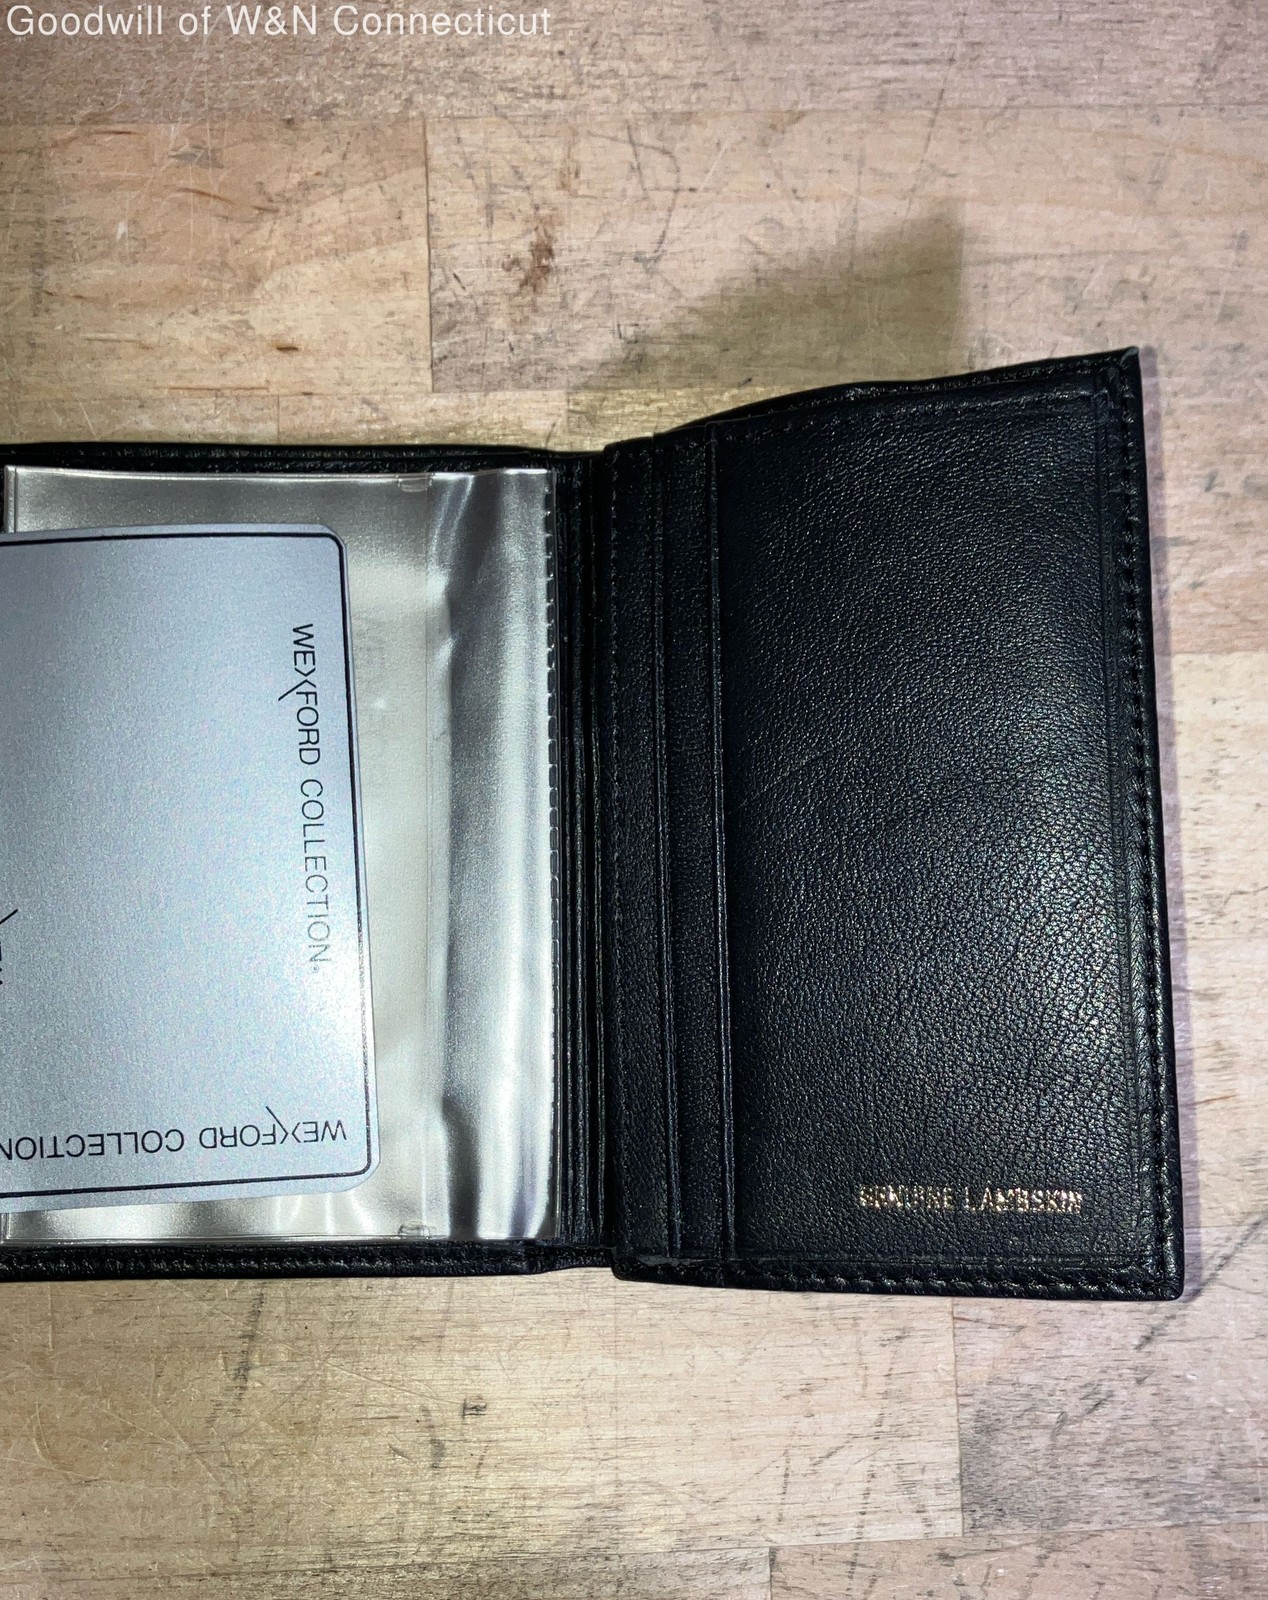 Goodwill of W&N Connecticut
WEXFORD COLLECTION®
WEXFORD COLLECTION
GENUINE LAMBSKIN